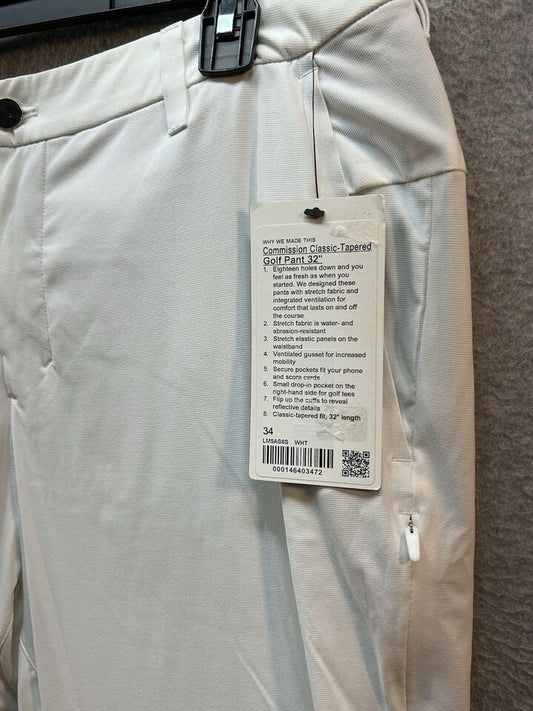 WHY WE MADE THIS
Commission Classic-Tapered
Golf Pant 32"
1. Eighteen holes down and you
feel as fresh as when you
started. We designed these
pants with stretch fabric and
integrated ventilation for
comfort that lasts on and off
the course
2. Stretch fabric is water- and
abrasion-resistant
3. Stretch elastic panels on the
waistband
4. Ventilated gusset for increased
mobility
5. Secure pockets fit your phone
and score cards
6. Small drop-in pocket on the
right-hand side for golf tees
7. Flip up the cuffs to reveal
reflective details
8. Classic-tapered fit, 32" length
34
LM5AS8S WHT
000146403472